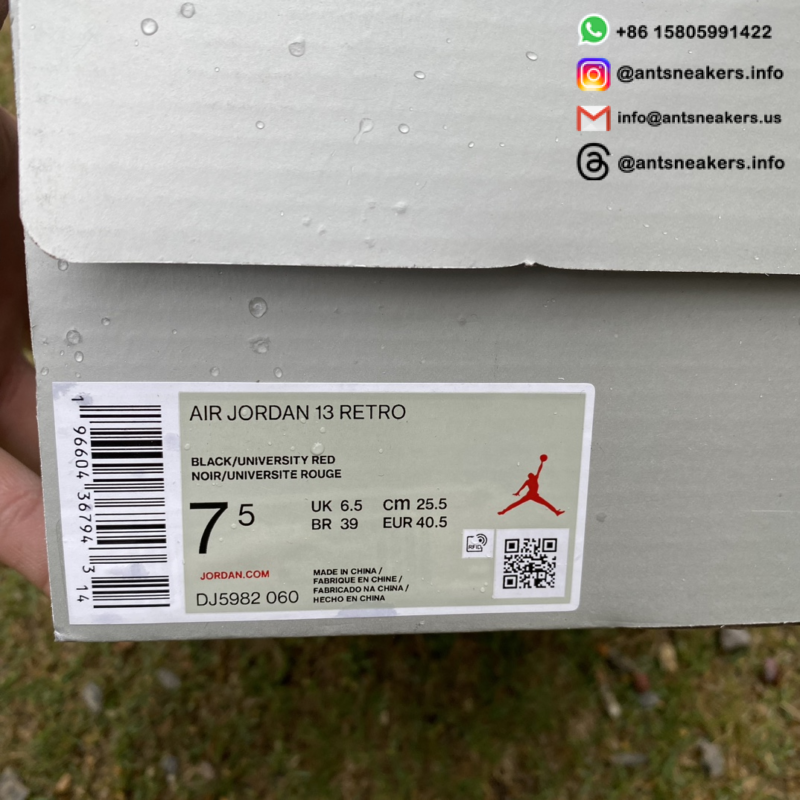 +86 15805991422
@antsneakers.info
info@antsneakers.us
@antsneakers.info
AIR JORDAN 13 RETRO
BLACK/UNIVERSITY RED
NOIR/UNIVERSITE ROUGE
7 5
UK 6.5 CM 25.5
BR 39 EUR 40.5
RFID
JORDAN.COM
DJ5982 060
MADE IN CHINA /
FABRIQUE EN CHINE /
FABRICADO NA CHINA /
HECHO EN CHINA
1 96604 36794 3 14